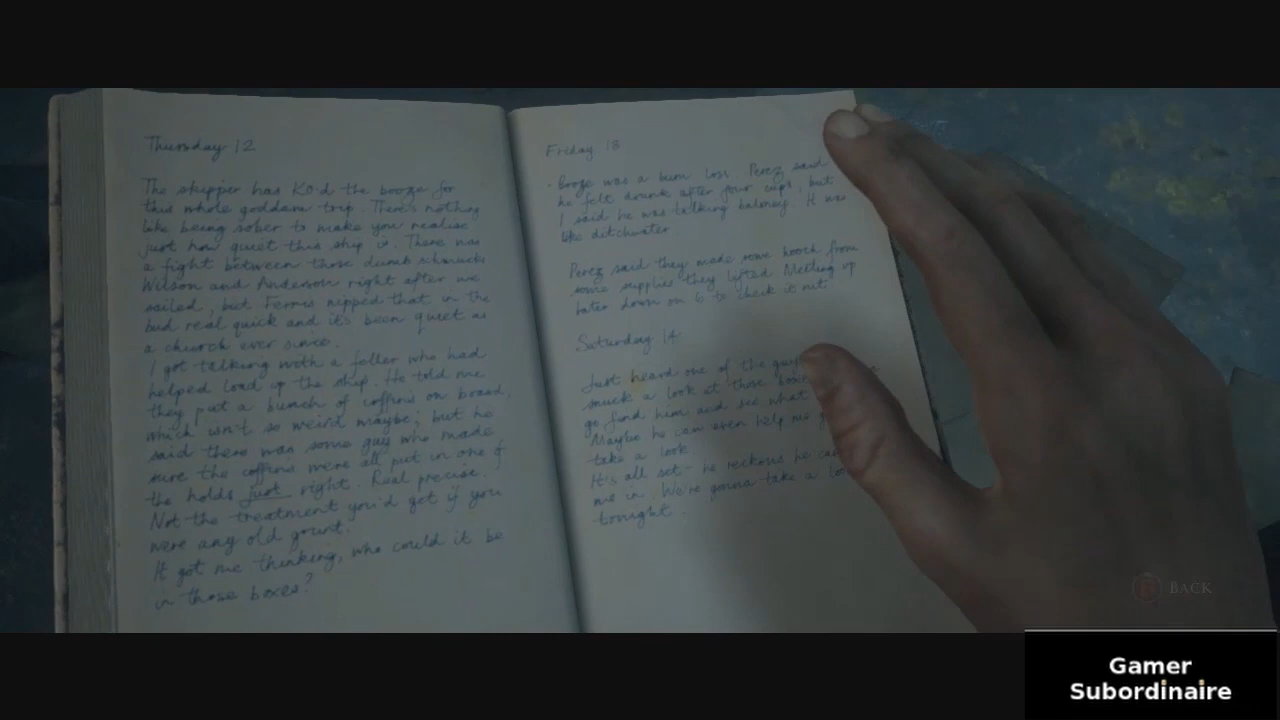 Thursday 12
The skipper has KO'd the booze for
this whole goddam trip. There's nothing
like being sober to make you realise
just how quiet this ship is. There was
a fight between those dumb schmucks
Wilson and Anderson right after we
sailed, but Ferris nipped that in the
bud real quick and it's been quiet as
a church ever since.
I got talking with a feller who had
helped load up the ship. He told me
they put a bunch of coffins on board,
which isn't so weird maybe; but he
said there was some guy who made
sure the coffins were all put in one of
the holds just right. Real precise.
Not the treatment you'd get if you
were any old grunt.
It got me thinking, who could it be
in those boxes?
Friday 13
Booze was a bum loss. Perez said
he felt drunk after four cups, but
I said he was talking baloney. It was
like ditchwater
Perez said they made some hooch from
some supplies they lifted. Meeting up
later down on 6 to check it out.
Saturday 14
Just heard one of the guys
snuck a look at those boxes
go find him and see what
Maybe he can even help me
take a look.
It's all set - he reckons he can
me in. We're gonna take a
tonight.
BACK
Gamer
Subordinaire